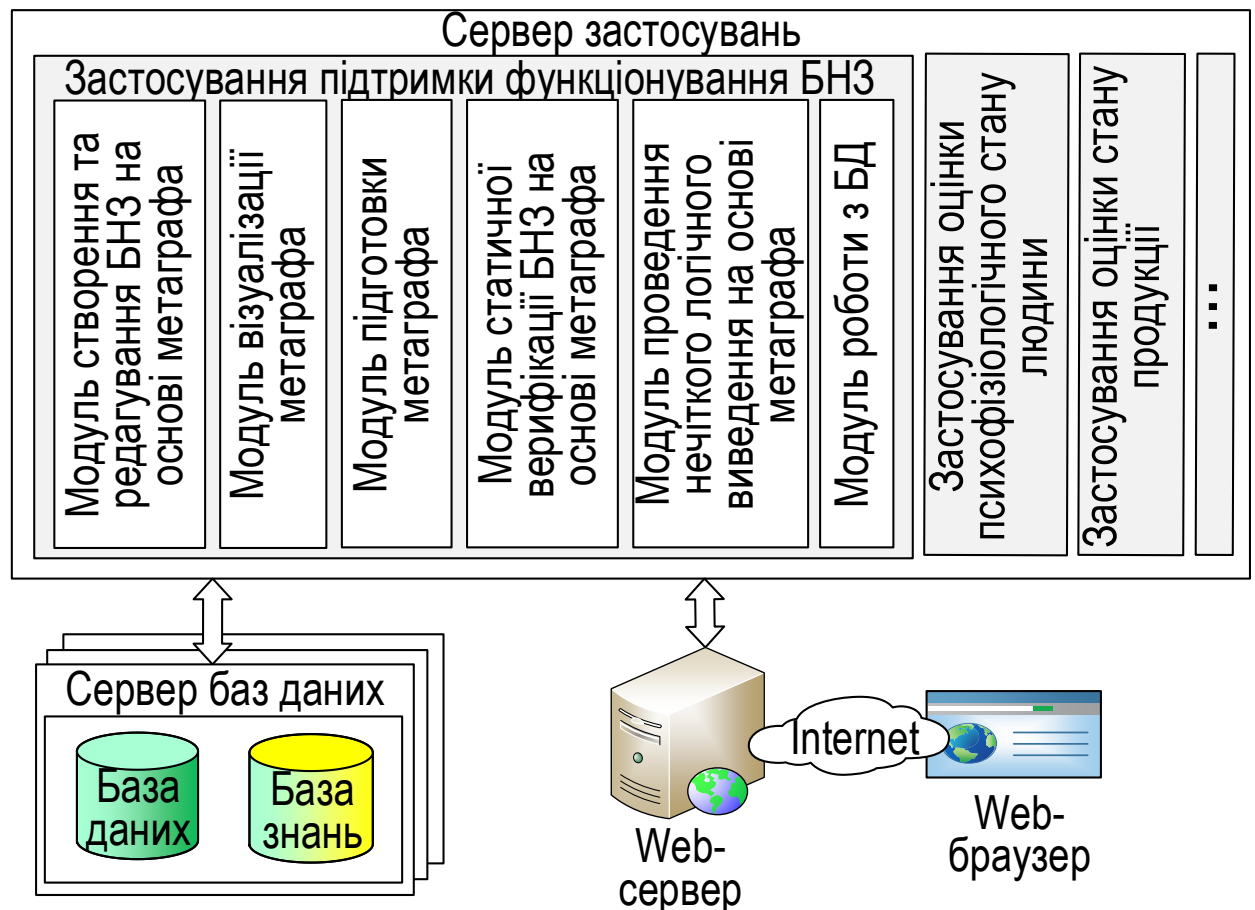 Сервер застосувань
Застосування підтримки функціонування БНЗ
Модуль створення та
редагування БНЗ на
основі метаграфа
Модуль візуалізації
метаграфа
Модуль підготовки
метаграфа
Модуль статичної
верифікації БНЗ на
основі метаграфа
Модуль проведення
нечіткого логічного
виведення на основі
метаграфа
Модуль роботи з БД
Застосування оцінки
психофізіологічного стану
людини
Застосування оцінки стану
продукції
...
Сервер баз даних
База
даних
База
знань
Web-
сервер
Internet
Web-
браузер